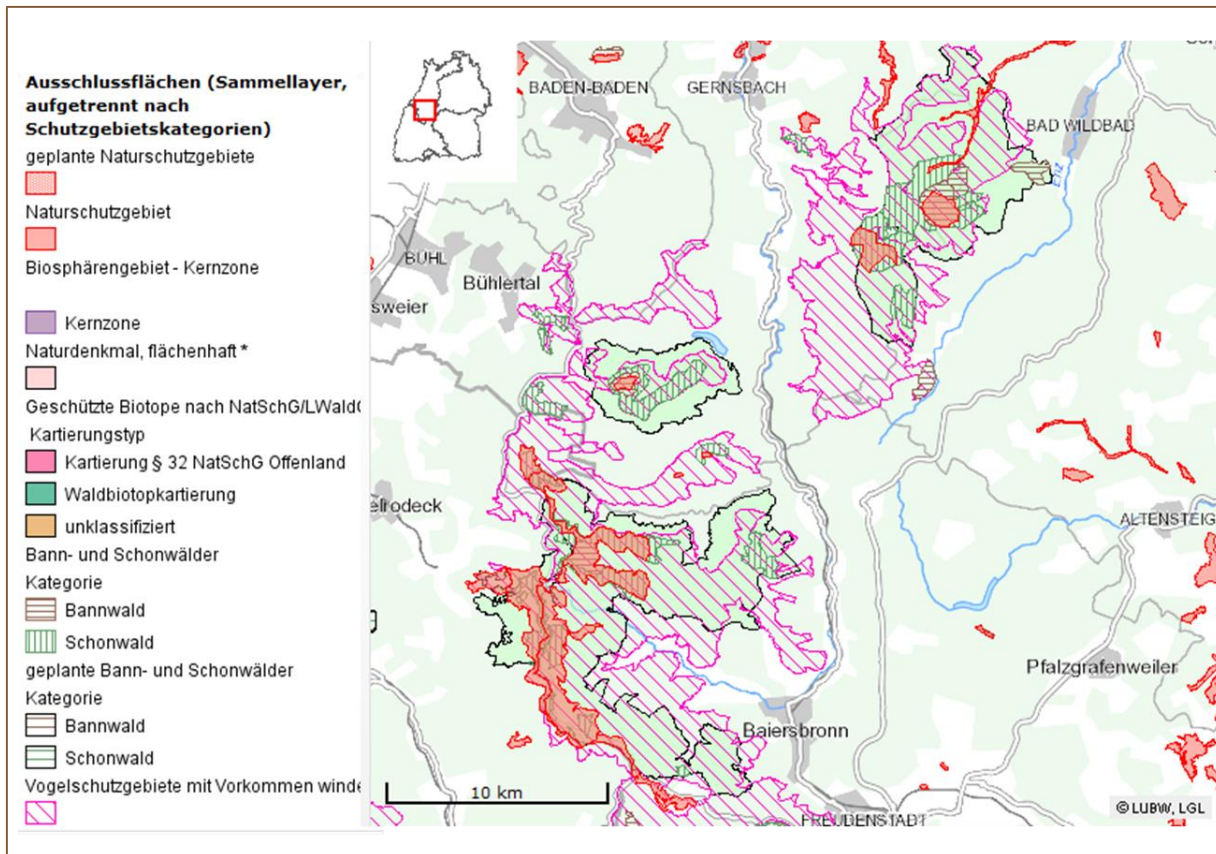 Ausschlussflächen (Sammellayer,
aufgetrennt nach
Schutzgebietskategorien)
geplante Naturschutzgebiete
Naturschutzgebiet
Biosphärengebiet - Kernzone
Kernzone
Naturdenkmal, flächenhaft *
Geschützte Biotope nach NatSchG/LWald
Kartierungstyp
Kartierung § 32 NatSchG Offenland
Waldbiotopkartierung
unklassifiziert
Bann- und Schonwälder
Kategorie
Bannwald
Schonwald
geplante Bann- und Schonwälder
Kategorie
Bannwald
Schonwald
Vogelschutzgebiete mit Vorkommen winde
BADEN-BADEN
GERNSBACH
BAD WILDBAD
Enz
BÜHL
Bühlertal
sweier
elrodeck
ALTENSTEIG
Pfalzgrafenweiler
Baiersbronn
10 km
FREUDENSTADT
© LUBW, LGL